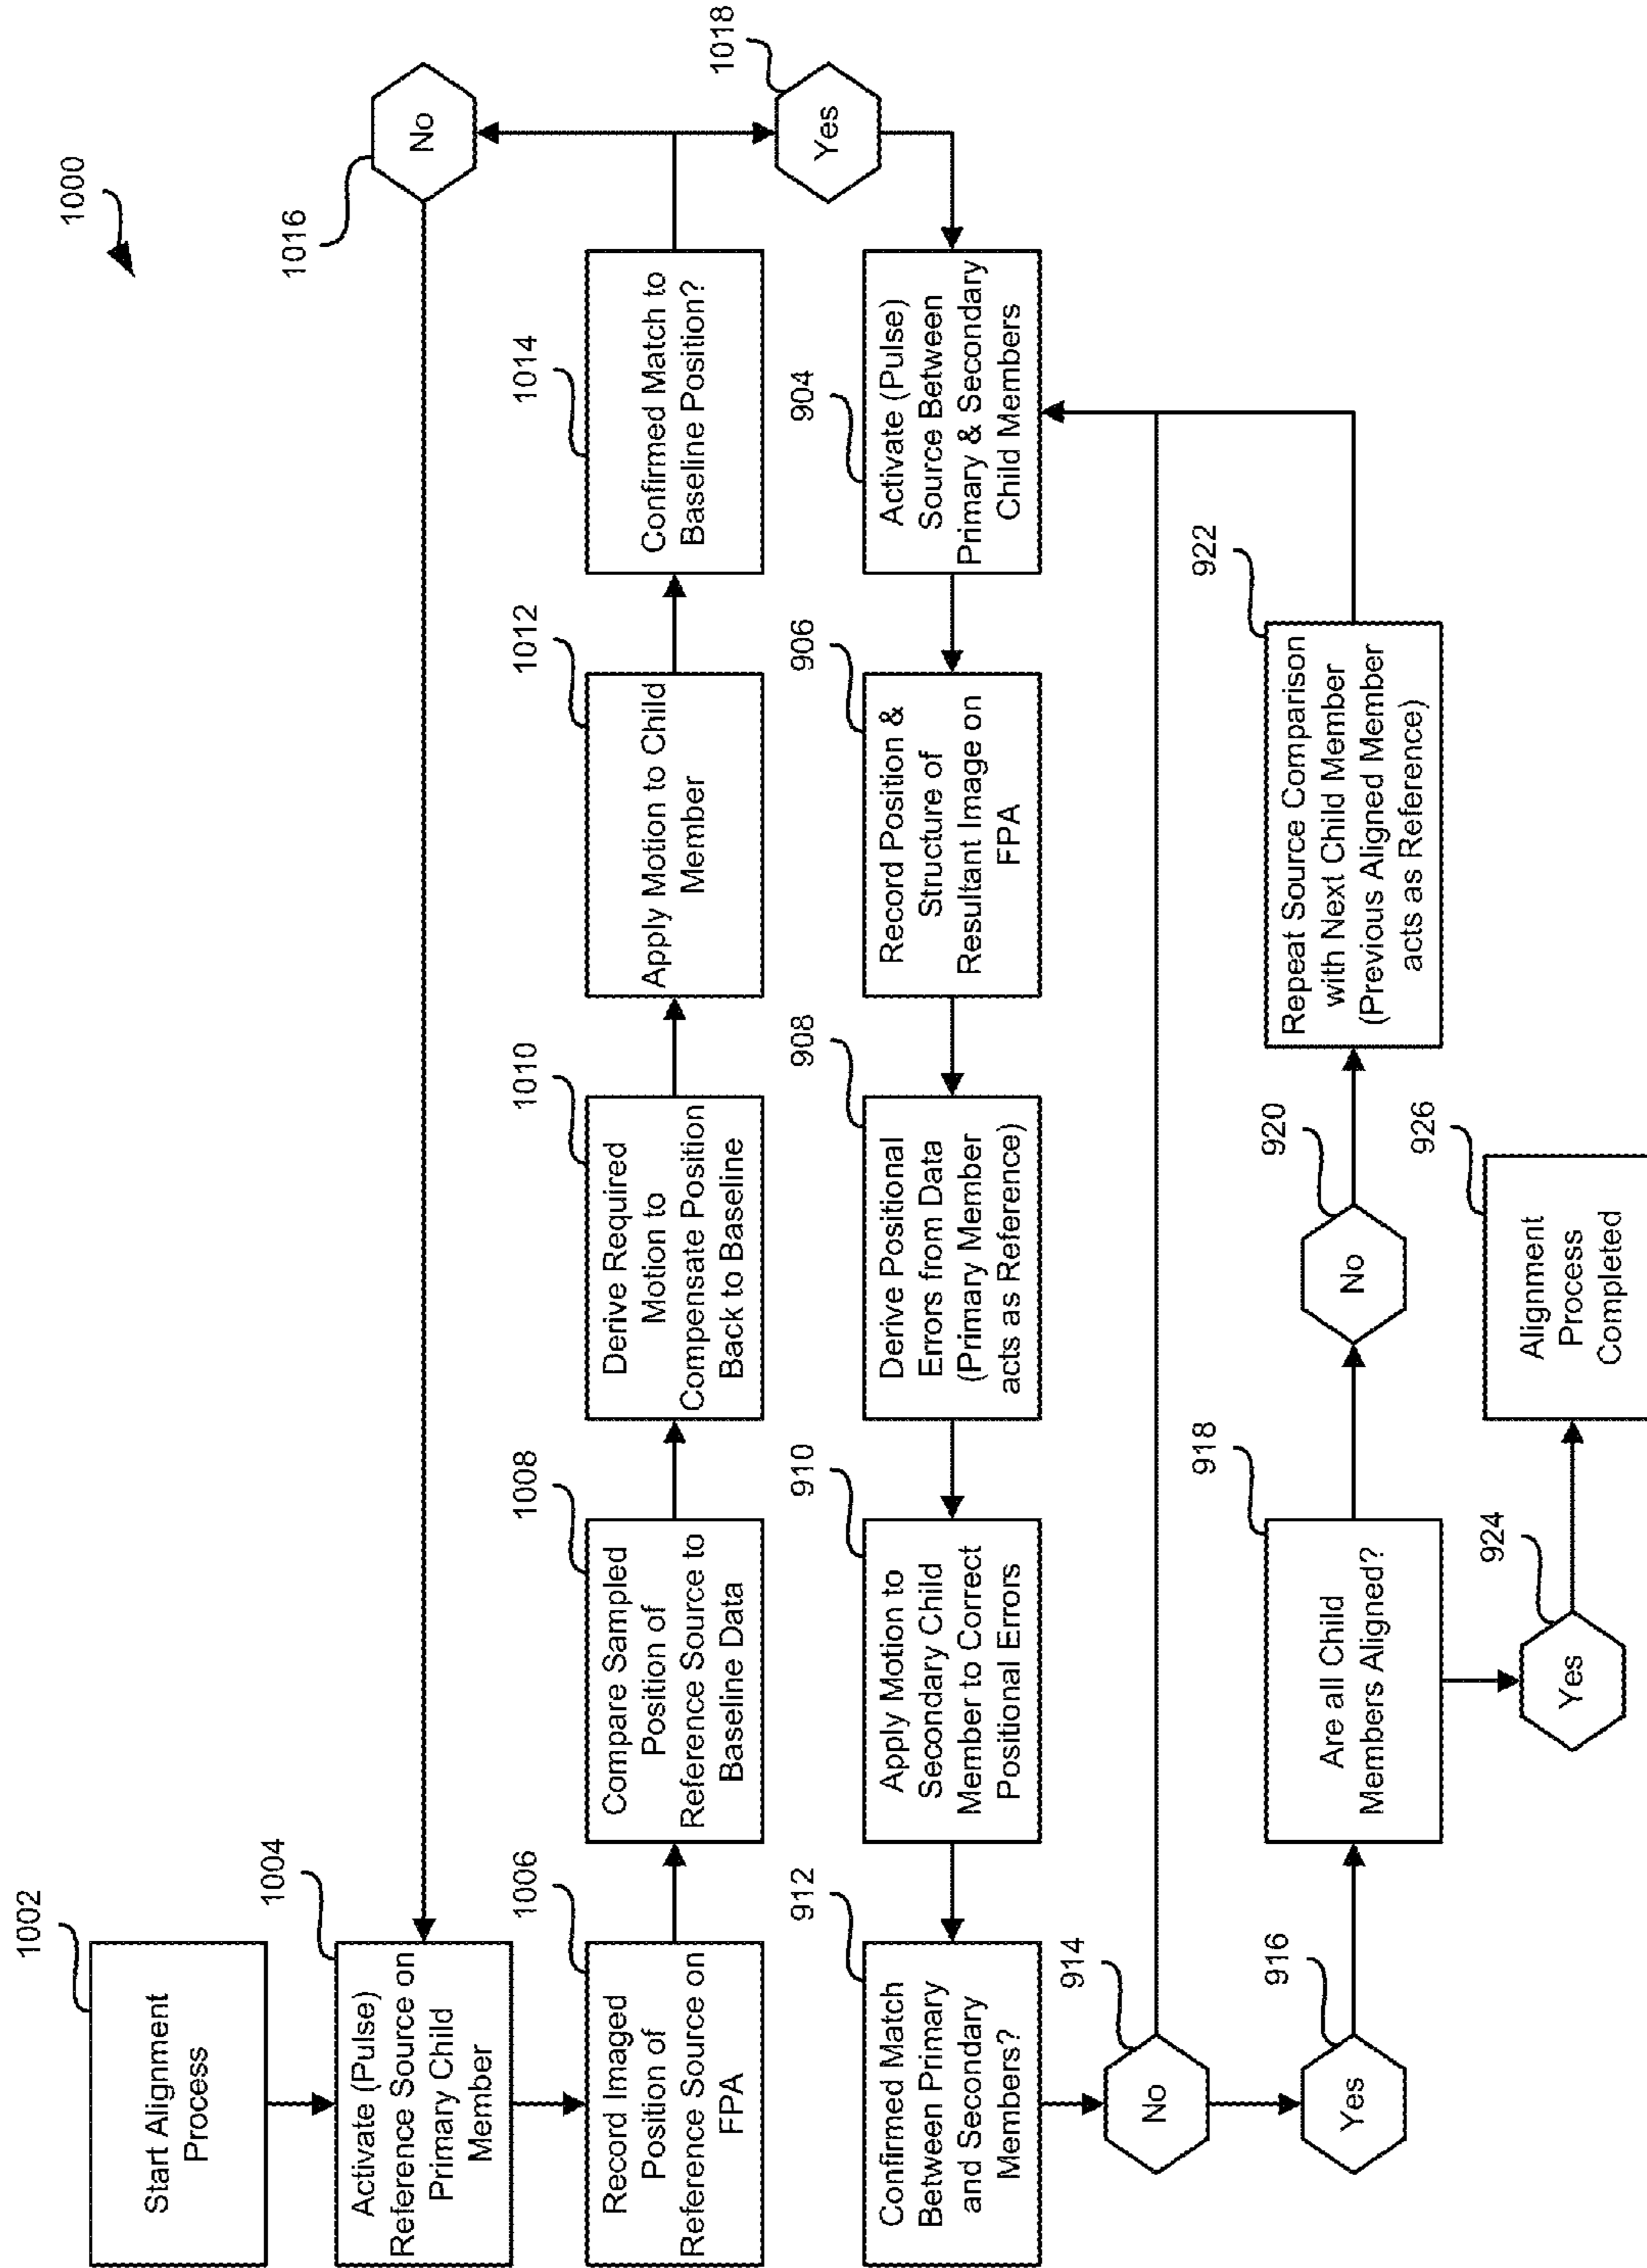 1000
1002
Start Alignment
Process
1004
Activate (Pulse)
Reference Source on
Primary Child
Member
1006
Record Imaged
Position of
Reference Source on
FPA
1008
Compare Sampled
Position of
Reference Source to
Baseline Data
1010
Derive Required
Motion to
Compensate Position
Back to Baseline
1012
Apply Motion to Child
Member
1014
Confirmed Match to
Baseline Position?
1016
No
1018
Yes
904
Activate (Pulse)
Source Between
Primary & Secondary
Child Members
906
Record Position &
Structure of
Resultant Image on
FPA
908
Derive Positional
Errors from Data
(Primary Member
acts as Reference)
910
Apply Motion to
Secondary Child
Member to Correct
Positional Errors
912
Confirmed Match
Between Primary
and Secondary
Members?
914
No
916
Yes
918
Are all Child
Members Aligned?
920
No
922
Repeat Source Comparison
with Next Child Member
(Previous Aligned Member
acts as Reference)
924
Yes
926
Alignment
Process
Completed